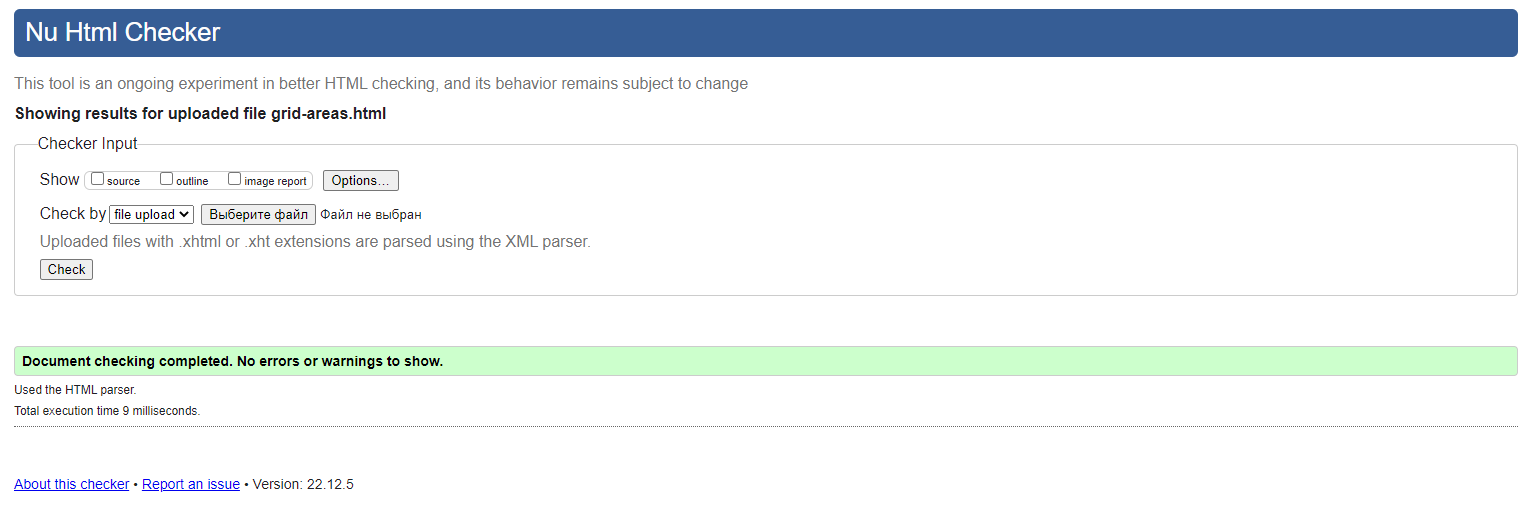 Nu Html Checker
This tool is an ongoing experiment in better HTML checking, and its behavior remains subject to change
Showing results for uploaded file grid-areas.html
Checker Input
Show source outline image report Options...
Check by file upload Выберите файл Файл не выбран
Uploaded files with .xhtml or .xht extensions are parsed using the XML parser.
Check
Document checking completed. No errors or warnings to show.
Used the HTML parser.
Total execution time 9 milliseconds.
About this checker • Report an issue • Version: 22.12.5